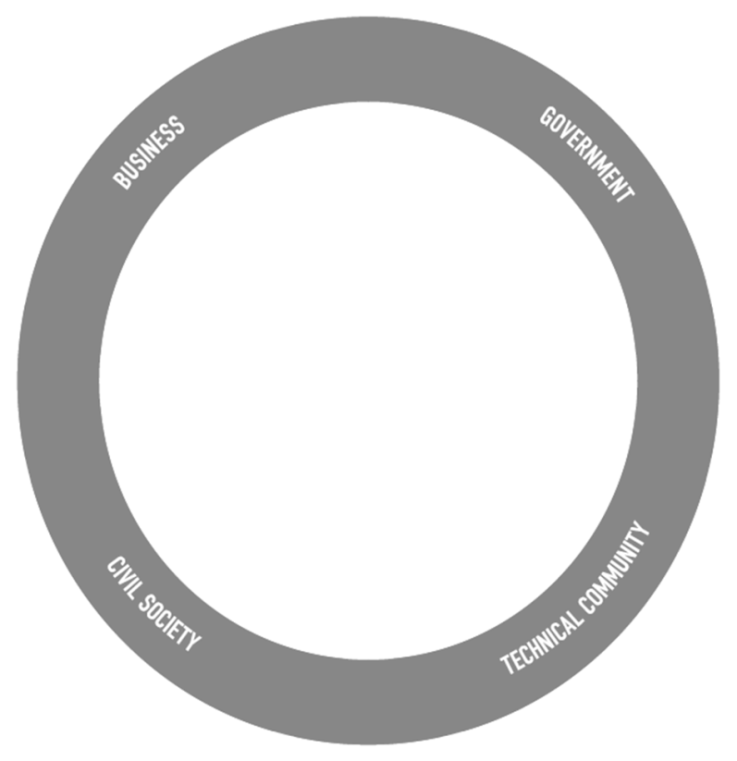 BUSINESS
GOVERNMENT
CIVIL SOCIETY
TECHNICAL COMMUNITY